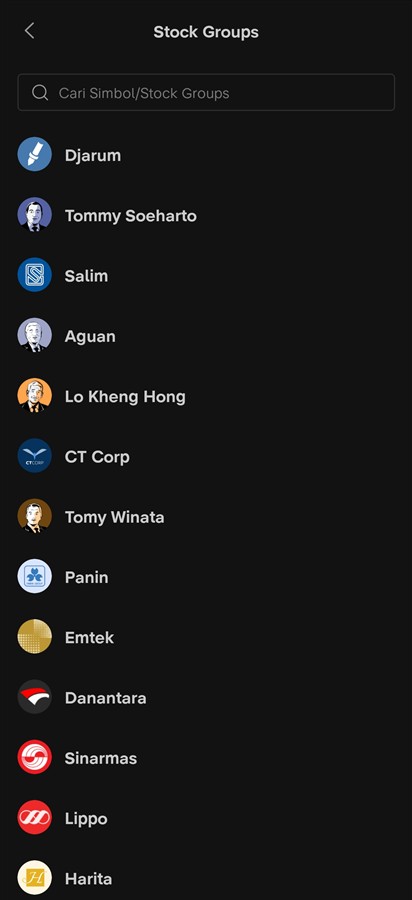 Stock Groups
Cari Simbol/Stock Groups
Djarum
Tommy Soeharto
Salim
Aguan
Lo Kheng Hong
CTCORP
CT Corp
Tomy Winata
Panin
Emtek
Danantara
Sinarmas
Lippo
H
Harita